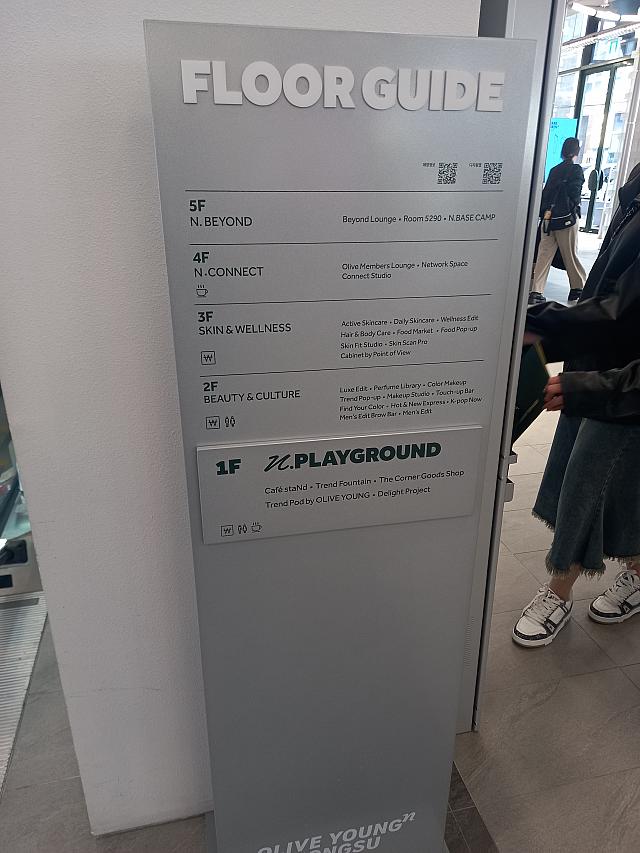 FLOOR GUIDE
5F
N. BEYOND
Beyond Lounge • Room 5290 • N.BASE CAMP
4F
N.CONNECT
Olive Members Lounge • Network Space
Connect Studio
3F
SKIN & WELLNESS
Active Skincare • Daily Skincare • Wellness Edit
Hair & Body Care • Food Market • Food Pop-up
Skin Fit Studio • Skin Scan Pro
Cabinet by Point of View
₩
2F
BEAUTY & CULTURE
Luxe Edit • Perfume Library • Color Makeup
Trend Pop-up • Makeup Studio • Touch-up Bar
Find Your Color • Hot & New Express • K-pop Now
Men's Edit Brow Bar • Men's Edit
₩
1F
N.PLAYGROUND
Café staNd • Trend Fountain • The Corner Goods Shop
Trend Pod by OLIVE YOUNG • Delight Project
₩
OLIVE YOUNG N